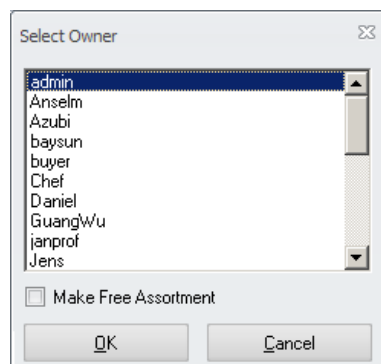 Select Owner
admin
Anselm
Azubi
baysun
buyer
Chef
Daniel
GuangWu
janprof
Jens
Make Free Assortment
OK
Cancel